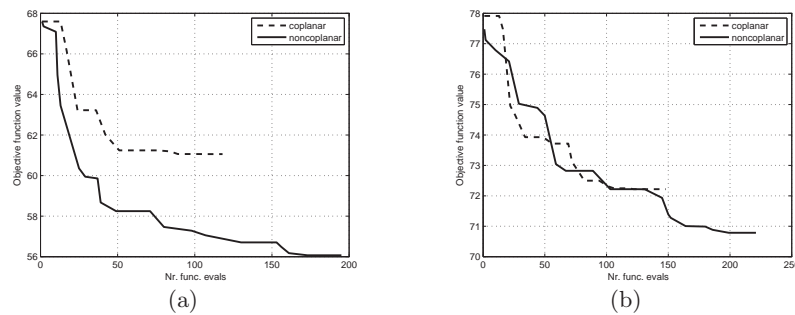 68
66
64
62
60
58
56
0
50
100
150
200
Objective function value
Nr. func. evals
coplanar
noncoplanar
(a)
78
77
76
75
74
73
72
71
70
0
50
100
150
200
250
Objective function value
Nr. func. evals
coplanar
noncoplanar
(b)